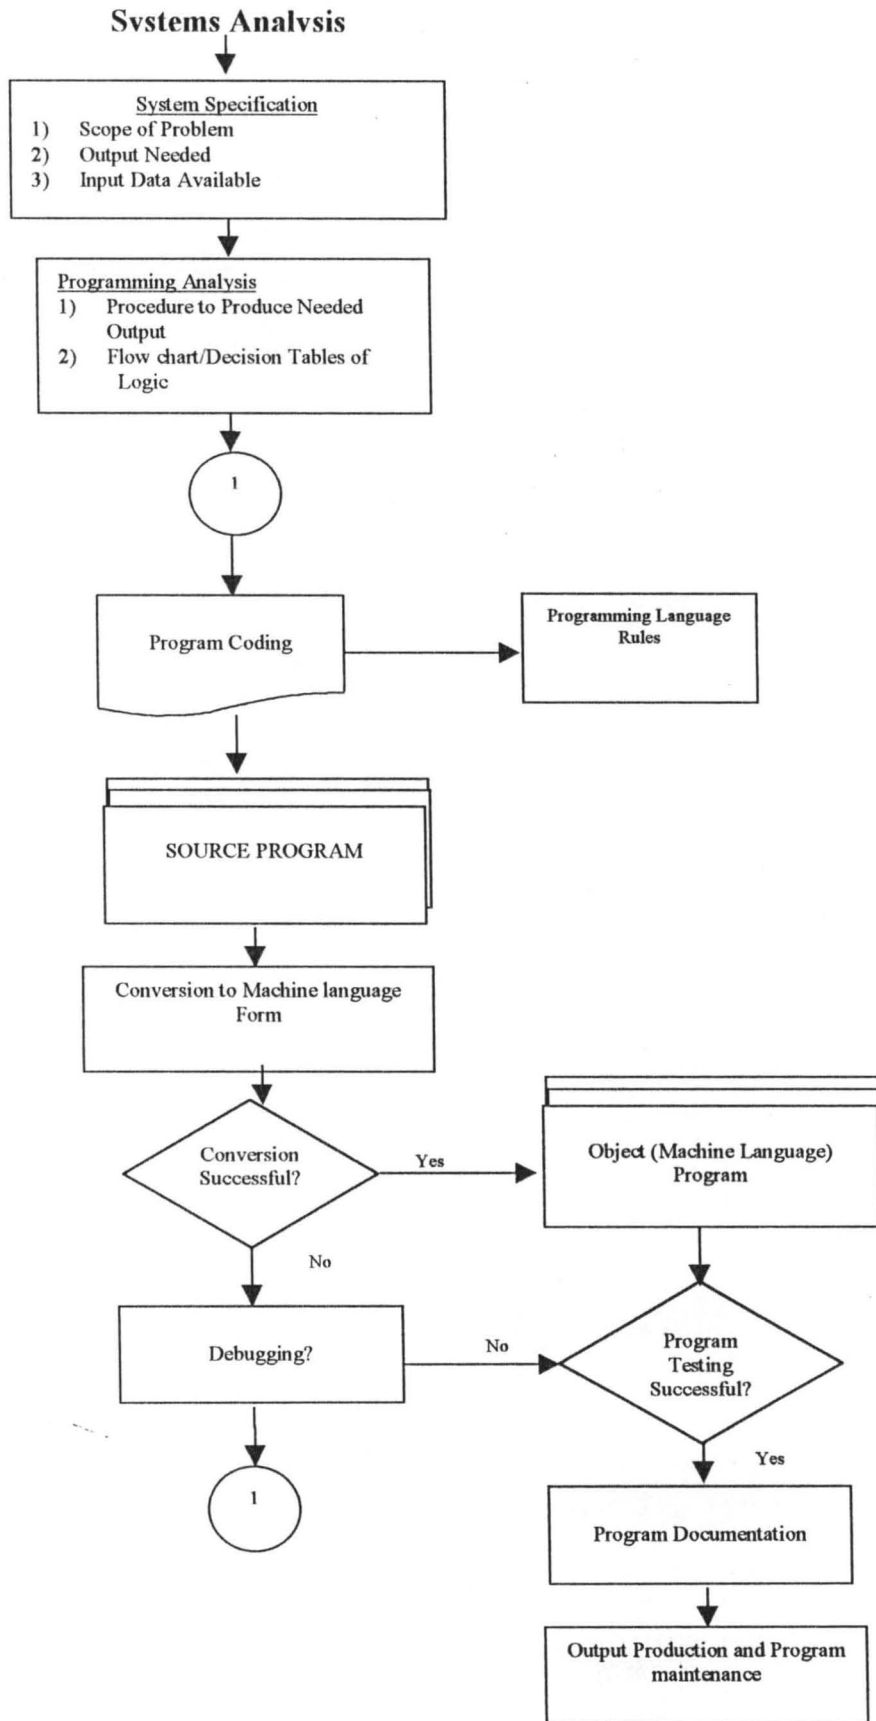 Systems Analysis
System Specification
1) Scope of Problem
2) Output Needed
3) Input Data Available
Programming Analysis
1) Procedure to Produce Needed
Output
2) Flow chart/Decision Tables of
Logic
1
Program Coding
Programming Language
Rules
SOURCE PROGRAM
Conversion to Machine language
Form
Conversion
Successful?
Yes
Object (Machine Language)
Program
No
Debugging?
No
Program
Testing
Successful?
1
Yes
Program Documentation
Output Production and Program
maintenance